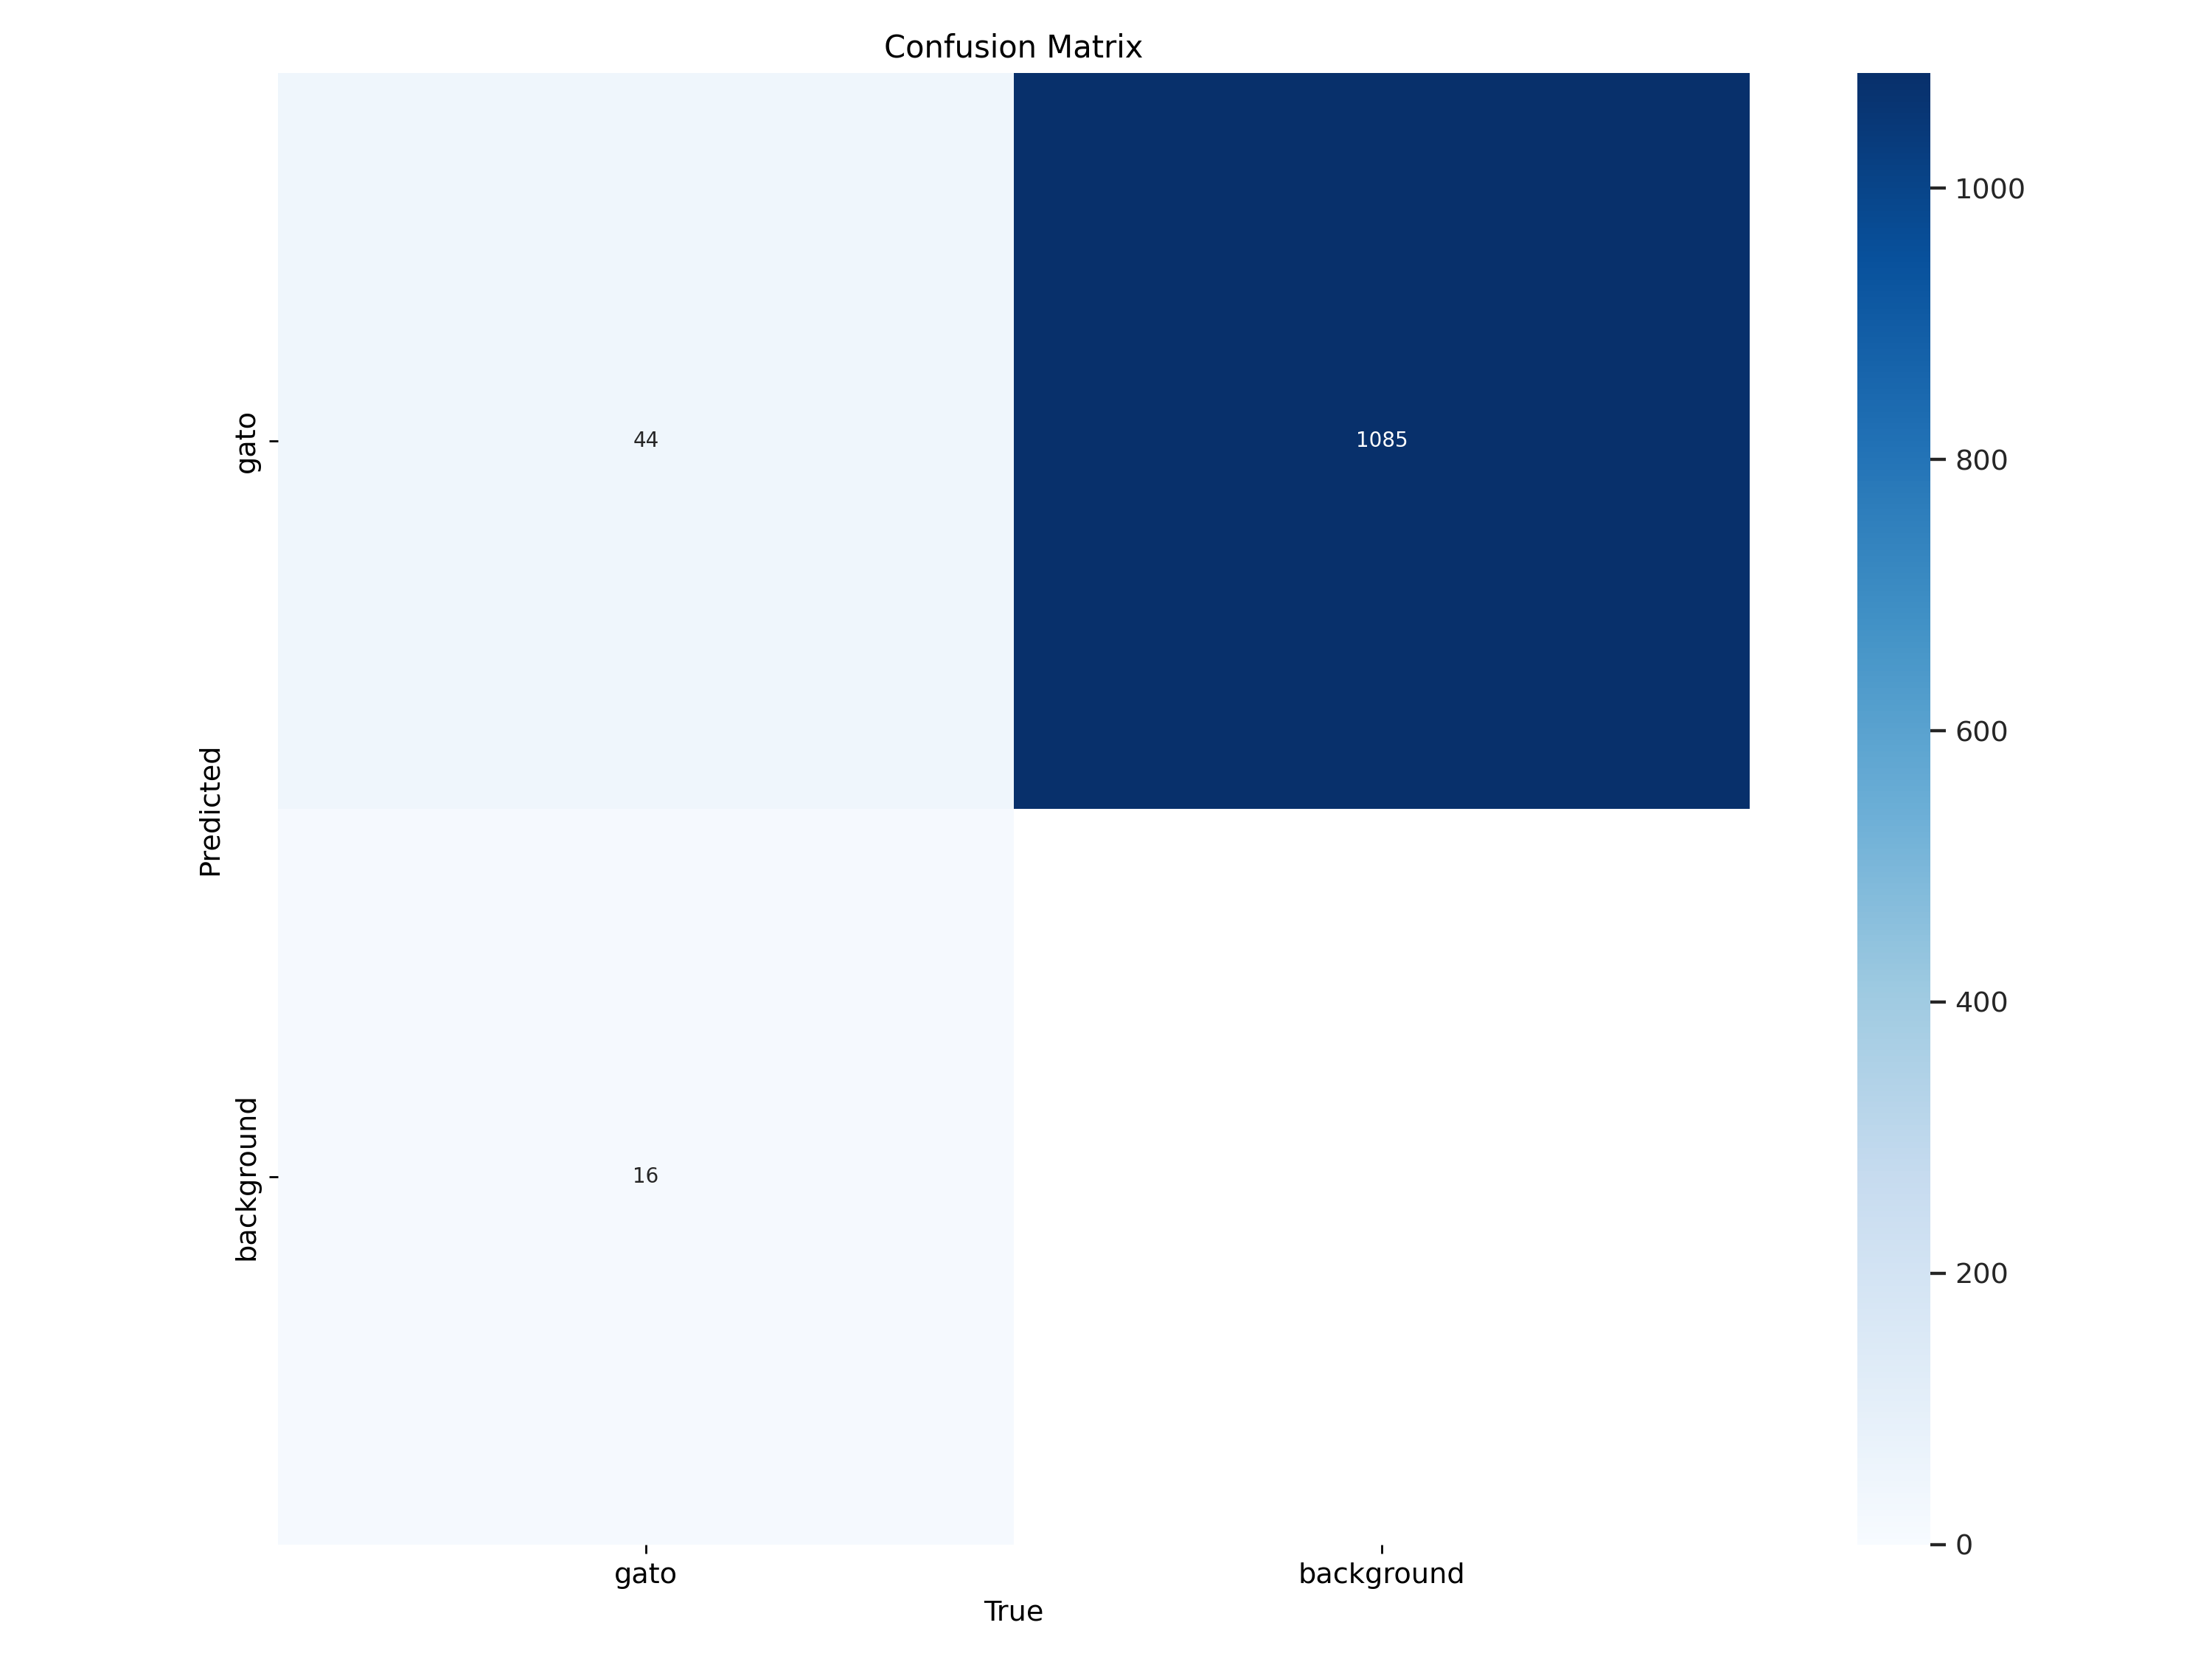 Confusion Matrix
gato
44
1085
1000
800
600
400
200
0
Predicted
background
16
gato
background
True